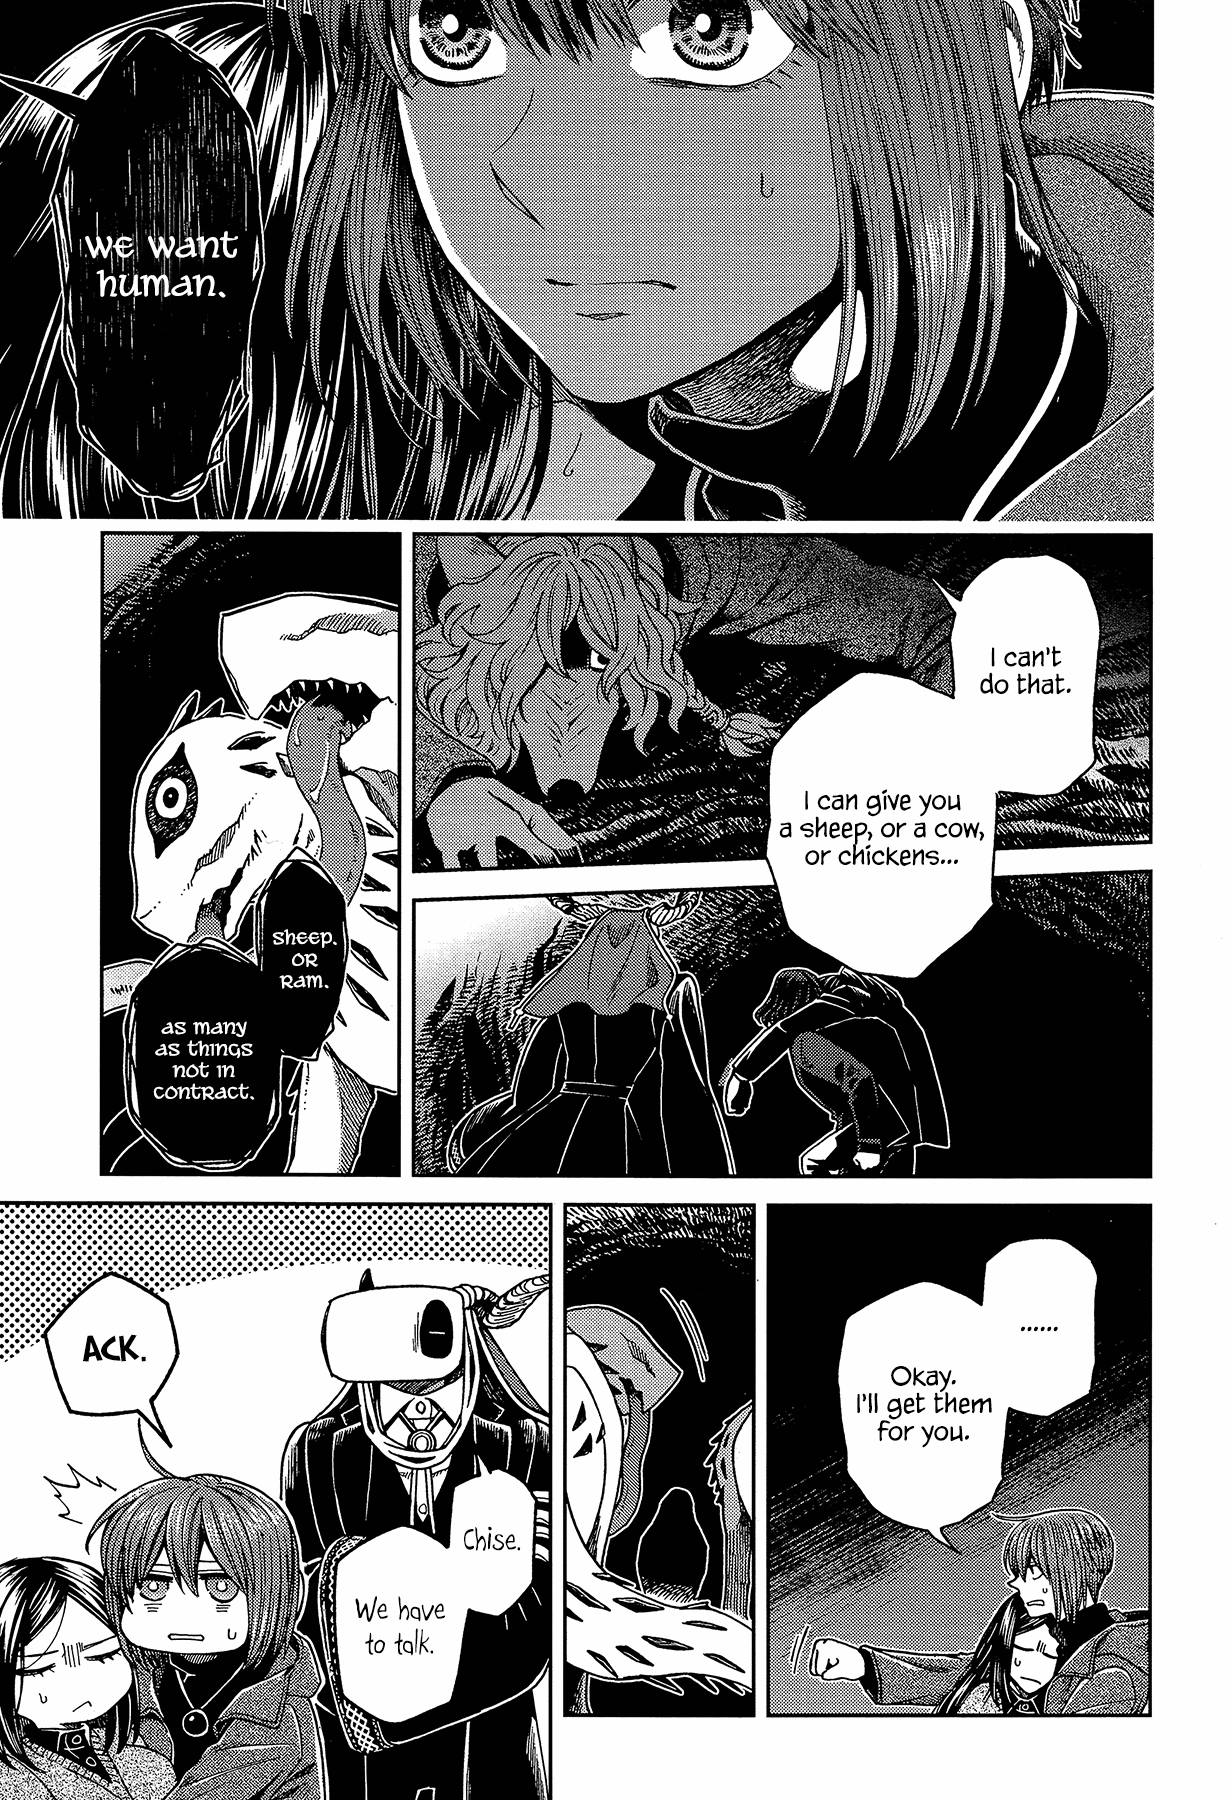 we want
human.
I can't
do that.
I can give you
a sheep, or a cow,
or chickens...
sheep.
or
ram.
as many
as things
not in
contract.
......
Okay.
I'll get them
for you.
Chise.
We have
to talk.
ACK.